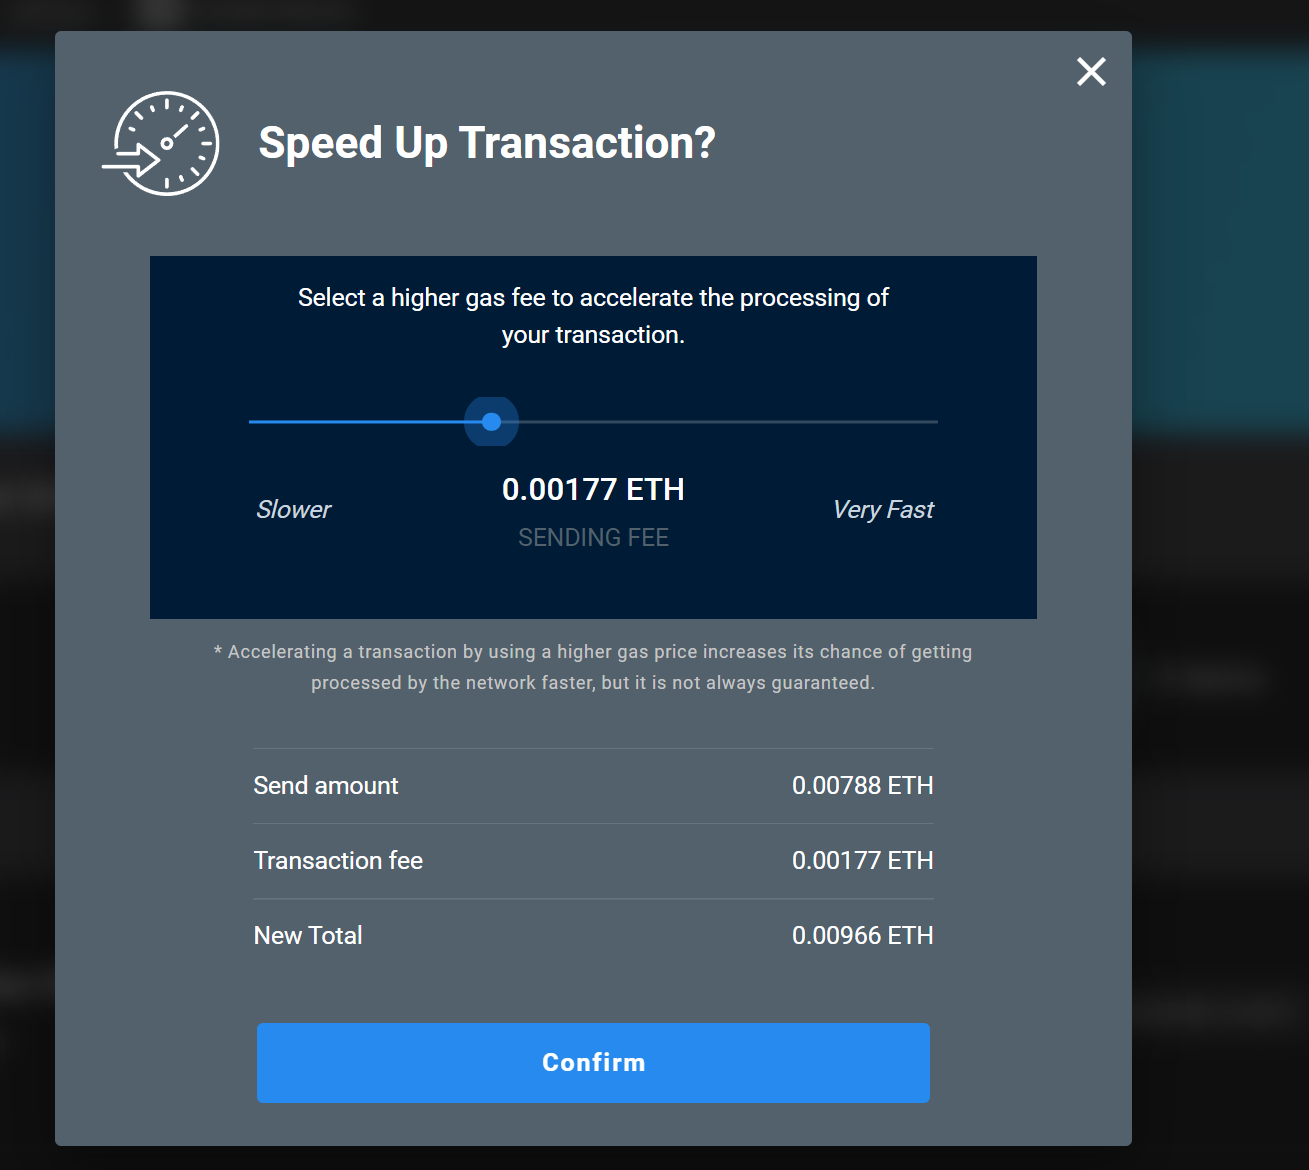 Speed Up Transaction?
Select a higher gas fee to accelerate the processing of
your transaction.
0.00177 ETH
Slower
Very Fast
SENDING FEE
* Accelerating a transaction by using a higher gas price increases its chance of getting
processed by the network faster, but it is not always guaranteed.
Send amount 0.00788 ETH
Transaction fee 0.00177 ETH
New Total 0.00966 ETH
Confirm